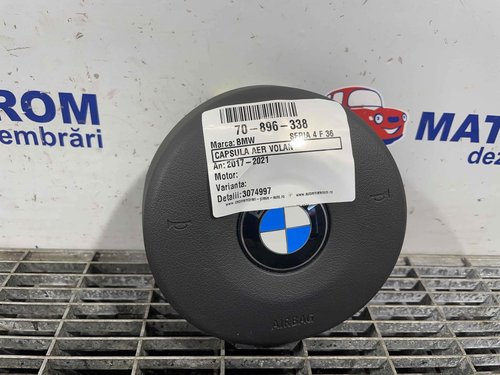 ROM
embrări
MAT
dez
70-896-338
Marca: BMW SERIA 4 F 36
CAPSULA AER VOLAN
An: 2017-2021
Motor:
Varianta:
Detalii: 3074997
AIRBAG